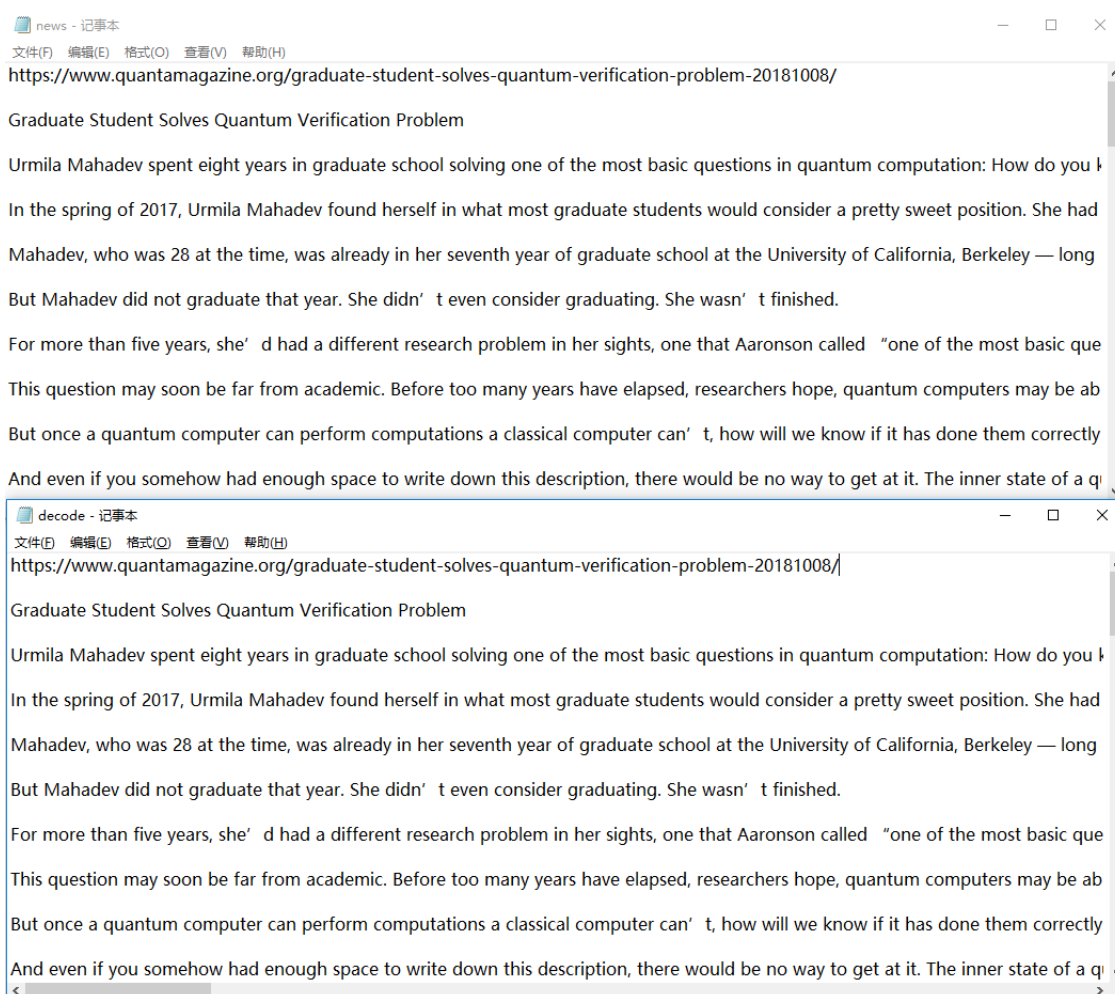 news - 记事本
文件(F) 编辑(E) 格式(O) 查看(V) 帮助(H)
https://www.quantamagazine.org/graduate-student-solves-quantum-verification-problem-20181008/
Graduate Student Solves Quantum Verification Problem
Urmila Mahadev spent eight years in graduate school solving one of the most basic questions in quantum computation: How do you
In the spring of 2017, Urmila Mahadev found herself in what most graduate students would consider a pretty sweet position. She had
Mahadev, who was 28 at the time, was already in her seventh year of graduate school at the University of California, Berkeley — long
But Mahadev did not graduate that year. She didn’t even consider graduating. She wasn’t finished.
For more than five years, she’d had a different research problem in her sights, one that Aaronson called “one of the most basic que
This question may soon be far from academic. Before too many years have elapsed, researchers hope, quantum computers may be ab
But once a quantum computer can perform computations a classical computer can’t, how will we know if it has done them correctly
And even if you somehow had enough space to write down this description, there would be no way to get at it. The inner state of a
decode - 记事本
文件(F) 编辑(E) 格式(O) 查看(V) 帮助(H)
https://www.quantamagazine.org/graduate-student-solves-quantum-verification-problem-20181008/
Graduate Student Solves Quantum Verification Problem
Urmila Mahadev spent eight years in graduate school solving one of the most basic questions in quantum computation: How do you
In the spring of 2017, Urmila Mahadev found herself in what most graduate students would consider a pretty sweet position. She had
Mahadev, who was 28 at the time, was already in her seventh year of graduate school at the University of California, Berkeley — long
But Mahadev did not graduate that year. She didn’t even consider graduating. She wasn’t finished.
For more than five years, she’d had a different research problem in her sights, one that Aaronson called “one of the most basic que
This question may soon be far from academic. Before too many years have elapsed, researchers hope, quantum computers may be ab
But once a quantum computer can perform computations a classical computer can’t, how will we know if it has done them correctly
And even if you somehow had enough space to write down this description, there would be no way to get at it. The inner state of a